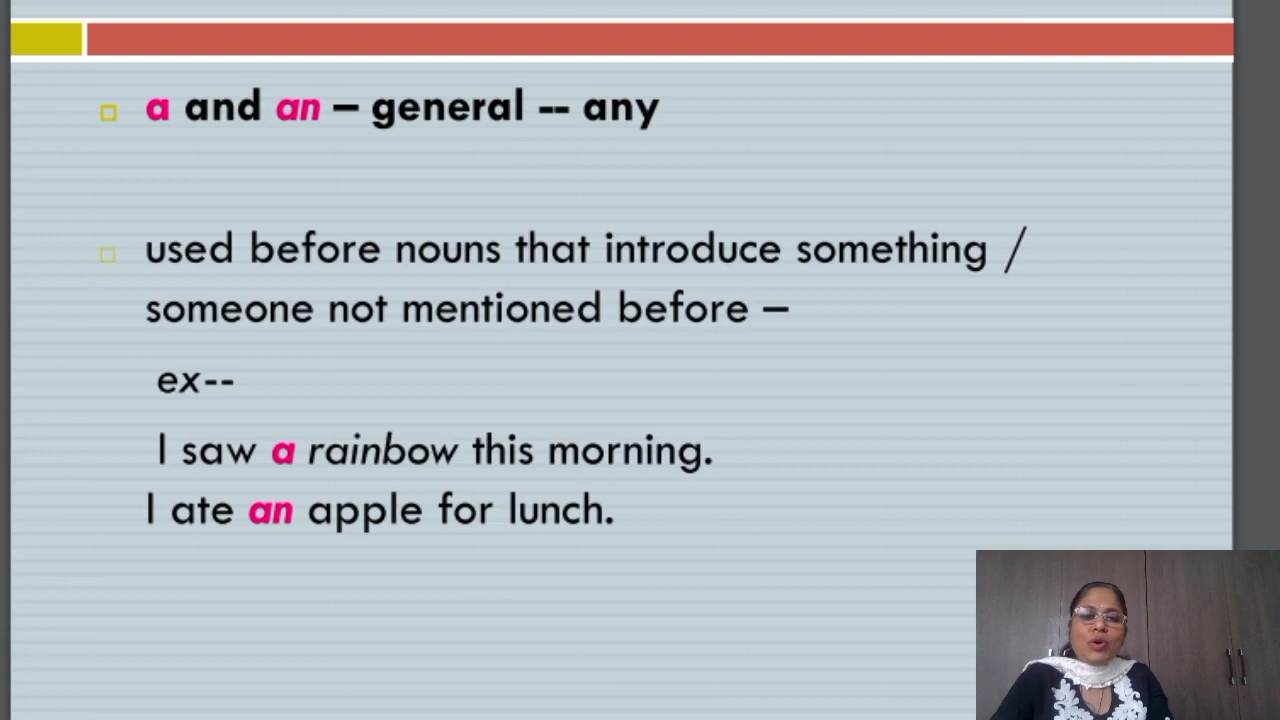 a and an – general -- any
used before nouns that introduce something /
someone not mentioned before –
ex--
I saw a rainbow this morning.
I ate an apple for lunch.